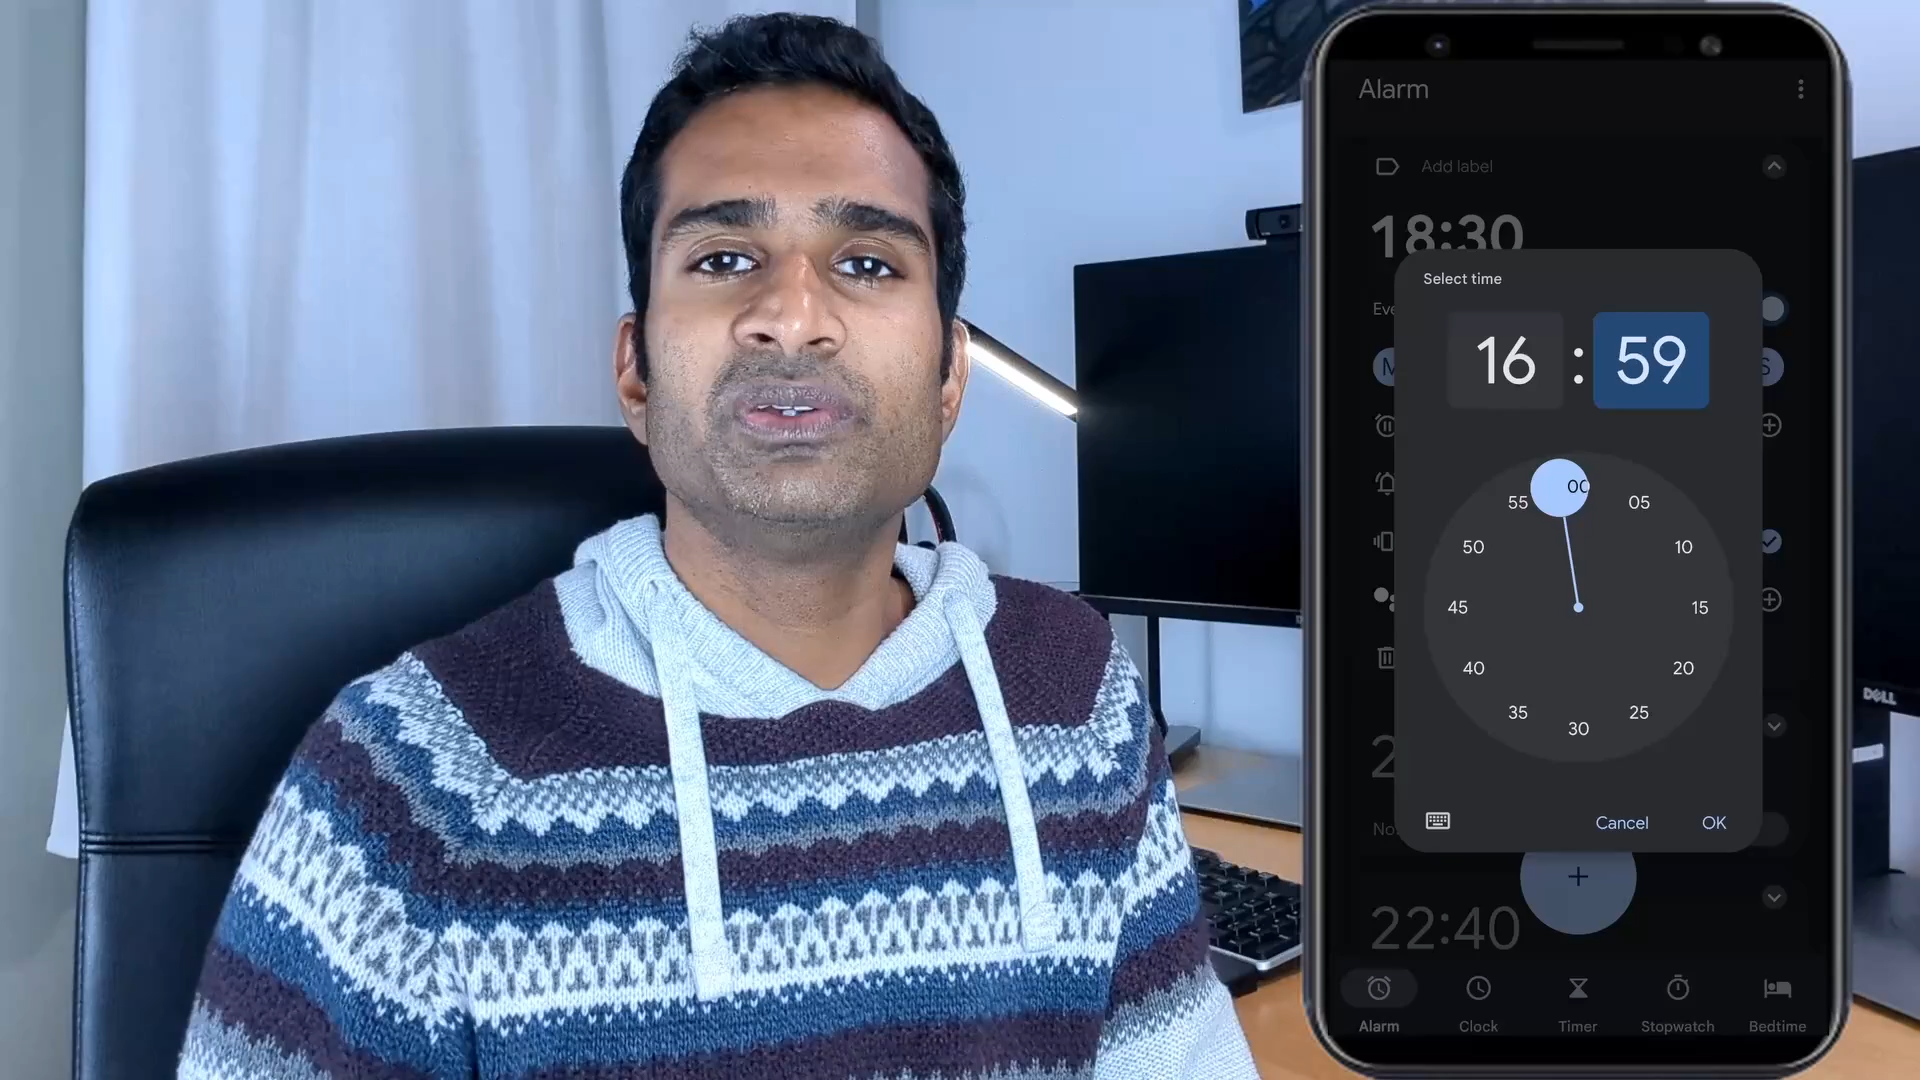 Alarm
Add label
18:30
Select time
16 : 59
00
55 05
50 10
45 15
40 20
35 25
30
Cancel OK
22:40
Alarm Clock Timer Stopwatch Bedtime
DELL